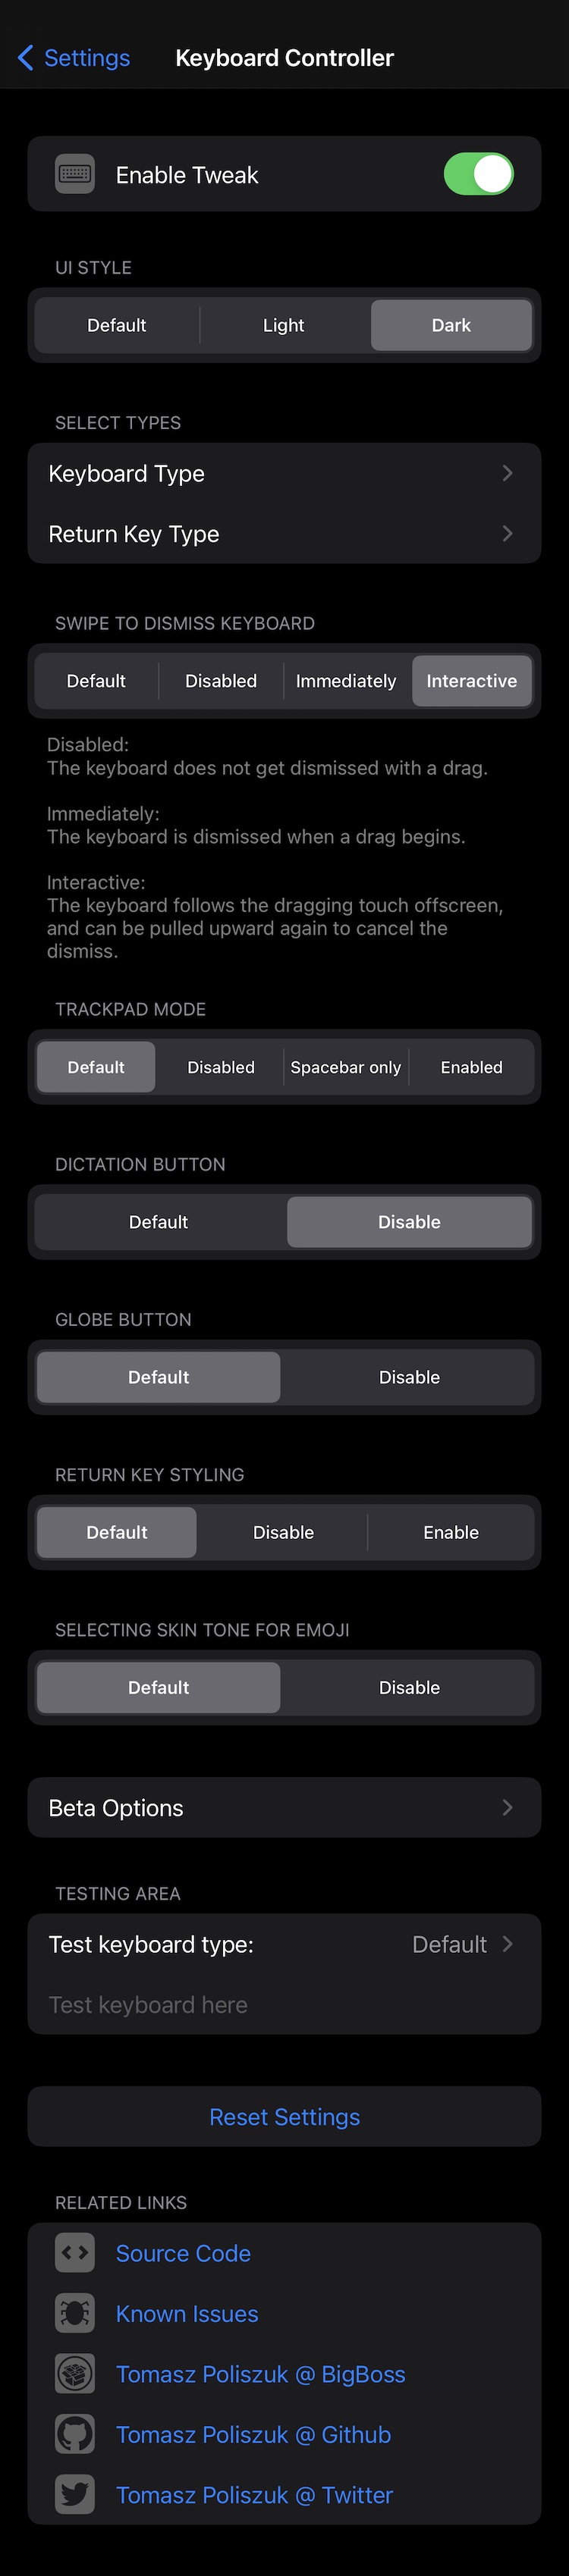 Settings
Keyboard Controller
Enable Tweak
UI STYLE
Default Light Dark
SELECT TYPES
Keyboard Type
Return Key Type
SWIPE TO DISMISS KEYBOARD
Default Disabled Immediately Interactive
Disabled:
The keyboard does not get dismissed with a drag.
Immediately:
The keyboard is dismissed when a drag begins.
Interactive:
The keyboard follows the dragging touch offscreen,
and can be pulled upward again to cancel the
dismiss.
TRACKPAD MODE
Default Disabled Spacebar only Enabled
DICTATION BUTTON
Default Disable
GLOBE BUTTON
Default Disable
RETURN KEY STYLING
Default Disable Enable
SELECTING SKIN TONE FOR EMOJI
Default Disable
Beta Options
TESTING AREA
Test keyboard type: Default
Test keyboard here
Reset Settings
RELATED LINKS
Source Code
Known Issues
Tomasz Poliszuk @ BigBoss
Tomasz Poliszuk @ Github
Tomasz Poliszuk @ Twitter